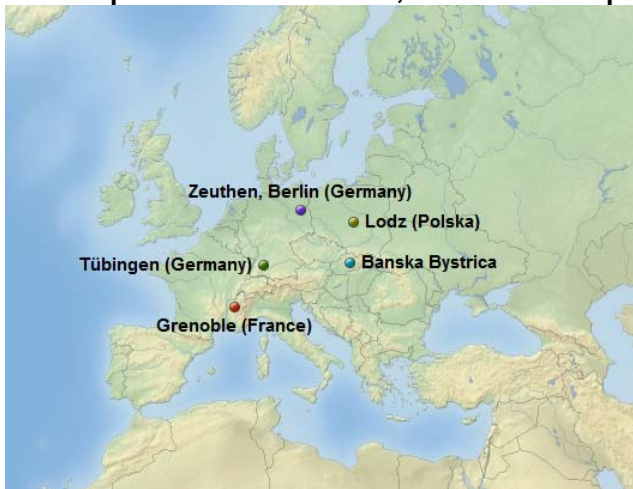 Zeuthen, Berlin (Germany)
Lodz (Polska)
Tübingen (Germany)
Banska Bystrica
Grenoble (France)